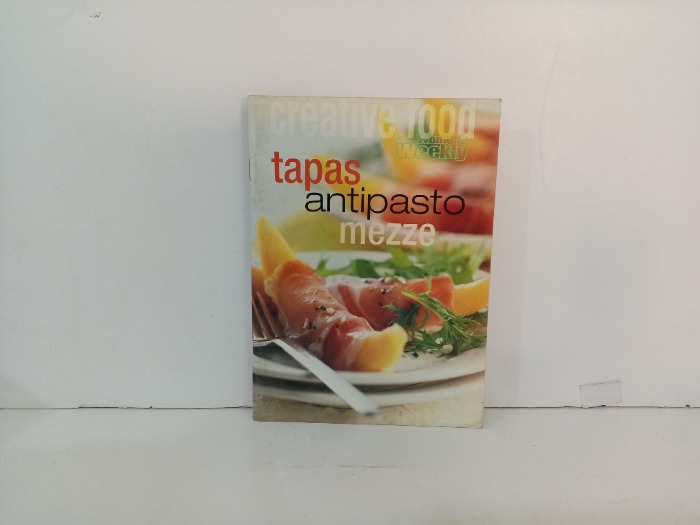 creative food
weekly
tapas
antipasto
mezze